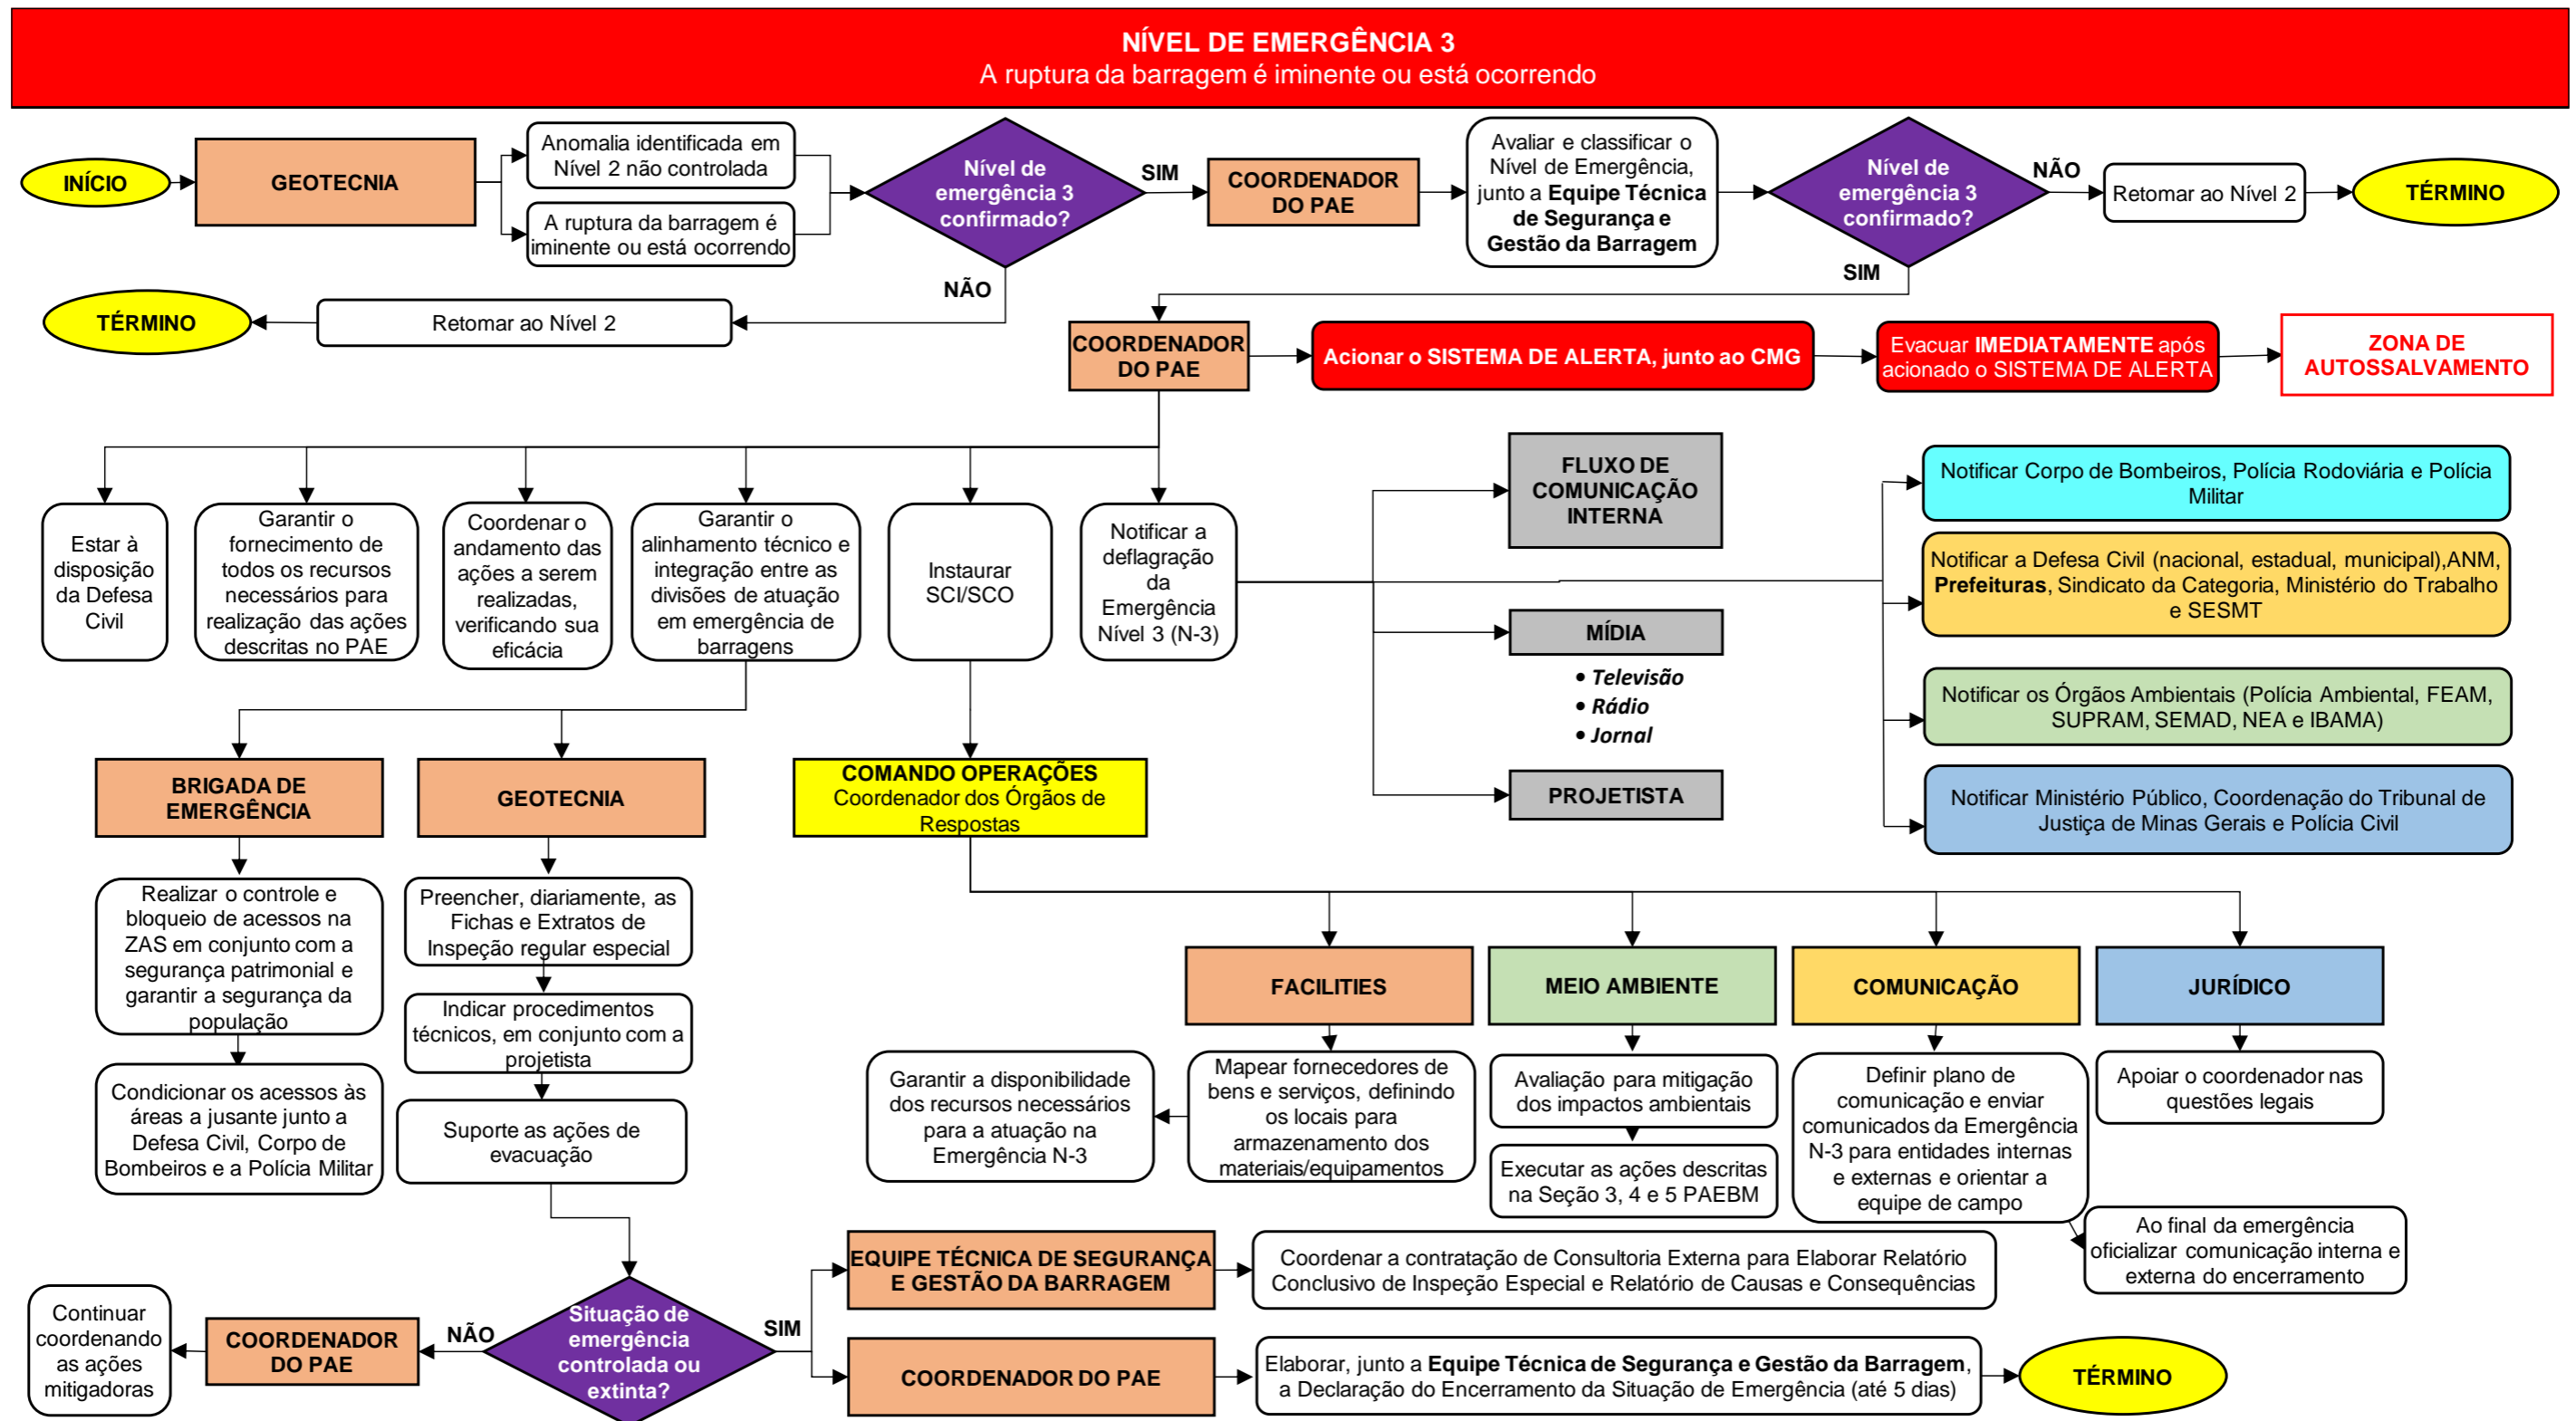 NÍVEL DE EMERGÊNCIA 3
A ruptura da barragem é iminente ou está ocorrendo
INÍCIO
GEOTECNIA
Anomalia identificada em
Nível 2 não controlada
A ruptura da barragem é
iminente ou está ocorrendo
Nível de
emergência 3
confirmado?
SIM
COORDENADOR
DO PAE
Avaliar e classificar o
Nível de Emergência,
junto a Equipe Técnica
de Segurança e
Gestão da Barragem
Nível de
emergência 3
confirmado?
NÃO
Retomar ao Nível 2
TÉRMINO
SIM
NÃO
Retomar ao Nível 2
TÉRMINO
COORDENADOR
DO PAE
Acionar o SISTEMA DE ALERTA, junto ao CMG
Evacuar IMEDIATAMENTE após
acionado o SISTEMA DE ALERTA
ZONA DE
AUTOSSALVAMENTO
Estar à
disposição
da Defesa
Civil
Garantir o
fornecimento de
todos os recursos
necessários para
realização das ações
descritas no PAE
Coordenar o
andamento das
ações a serem
realizadas,
verificando sua
eficácia
Garantir o
alinhamento técnico e
integração entre as
divisões de atuação
em emergência de
barragens
Instaurar
SCI/SCO
Notificar a
deflagração
da
Emergência
Nível 3 (N-3)
FLUXO DE
COMUNICAÇÃO
INTERNA
MÍDIA
• Televisão
• Rádio
• Jornal
PROJETISTA
Notificar Corpo de Bombeiros, Polícia Rodoviária e Polícia
Militar
Notificar a Defesa Civil (nacional, estadual, municipal),ANM,
Prefeituras, Sindicato da Categoria, Ministério do Trabalho
e SESMT
Notificar os Órgãos Ambientais (Polícia Ambiental, FEAM,
SUPRAM, SEMAD, NEA e IBAMA)
Notificar Ministério Público, Coordenação do Tribunal de
Justiça de Minas Gerais e Polícia Civil
BRIGADA DE
EMERGÊNCIA
GEOTECNIA
COMANDO OPERAÇÕES
Coordenador dos Órgãos de
Respostas
Realizar o controle e
bloqueio de acessos na
ZAS em conjunto com a
segurança patrimonial e
garantir a segurança da
população
Condicionar os acessos às
áreas a jusante junto a
Defesa Civil, Corpo de
Bombeiros e a Polícia Militar
Preencher, diariamente, as
Fichas e Extratos de
Inspeção regular especial
Indicar procedimentos
técnicos, em conjunto com a
projetista
Suporte as ações de
evacuação
FACILITIES
MEIO AMBIENTE
COMUNICAÇÃO
JURÍDICO
Garantir a disponibilidade
dos recursos necessários
para a atuação na
Emergência N-3
Mapear fornecedores de
bens e serviços, definindo
os locais para
armazenamento dos
materiais/equipamentos
Avaliação para mitigação
dos impactos ambientais
Executar as ações descritas
na Seção 3, 4 e 5 PAEBM
Definir plano de
comunicação e enviar
comunicados da Emergência
N-3 para entidades internas
e externas e orientar a
equipe de campo
Apoiar o coordenador nas
questões legais
Ao final da emergência
oficializar comunicação interna e
externa do encerramento
Situação de
emergência
controlada ou
extinta?
NÃO
COORDENADOR
DO PAE
Continuar
coordenando
as ações
mitigadoras
SIM
EQUIPE TÉCNICA DE SEGURANÇA
E GESTÃO DA BARRAGEM
Coordenar a contratação de Consultoria Externa para Elaborar Relatório
Conclusivo de Inspeção Especial e Relatório de Causas e Consequências
COORDENADOR DO PAE
Elaborar, junto a Equipe Técnica de Segurança e Gestão da Barragem,
a Declaração do Encerramento da Situação de Emergência (até 5 dias)
TÉRMINO